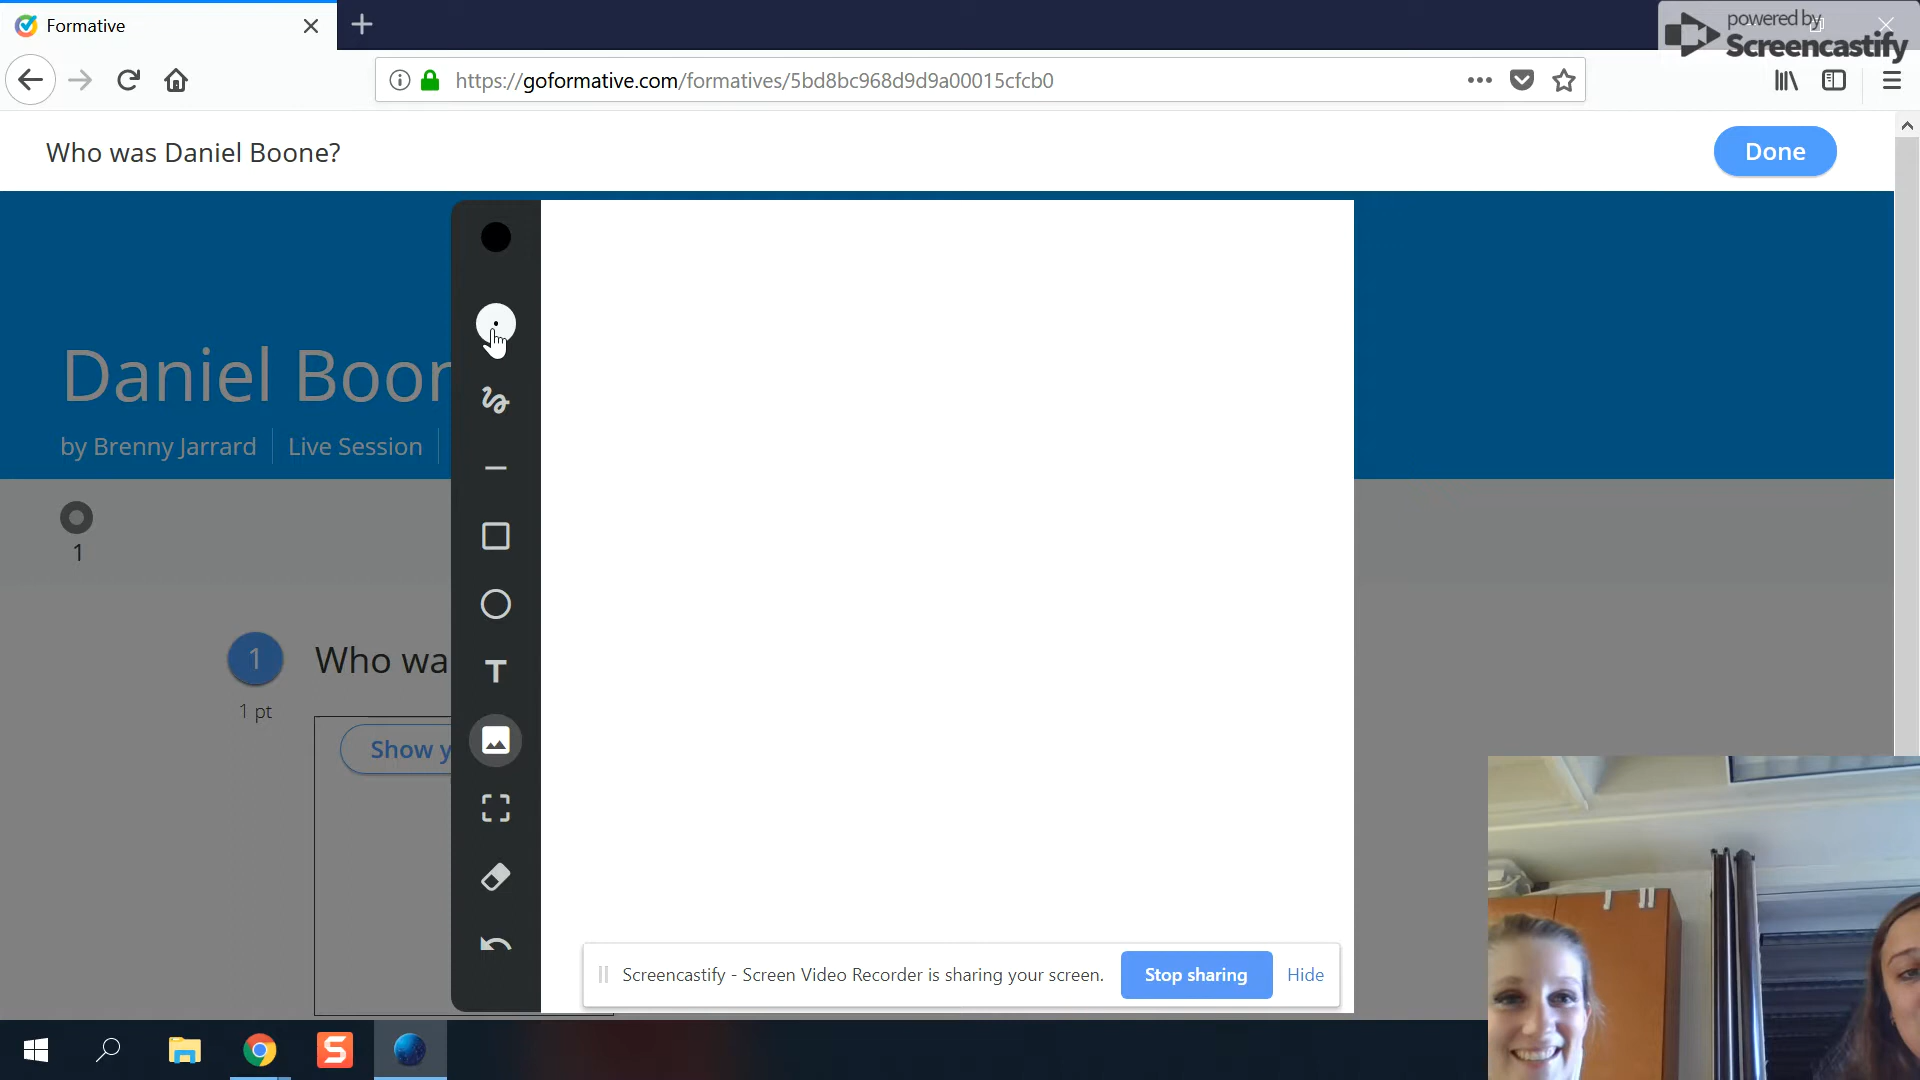 Formative
powered by
Screencastify
https://goformative.com/formatives/5bd8bc968d9d9a00015cfcb0
Who was Daniel Boone?
Done
Daniel Boon
by Brenny Jarrard
Live Session
1
1
Who wa
1 pt
Show y
T
Screencastify - Screen Video Recorder is sharing your screen.
Stop sharing
Hide
S